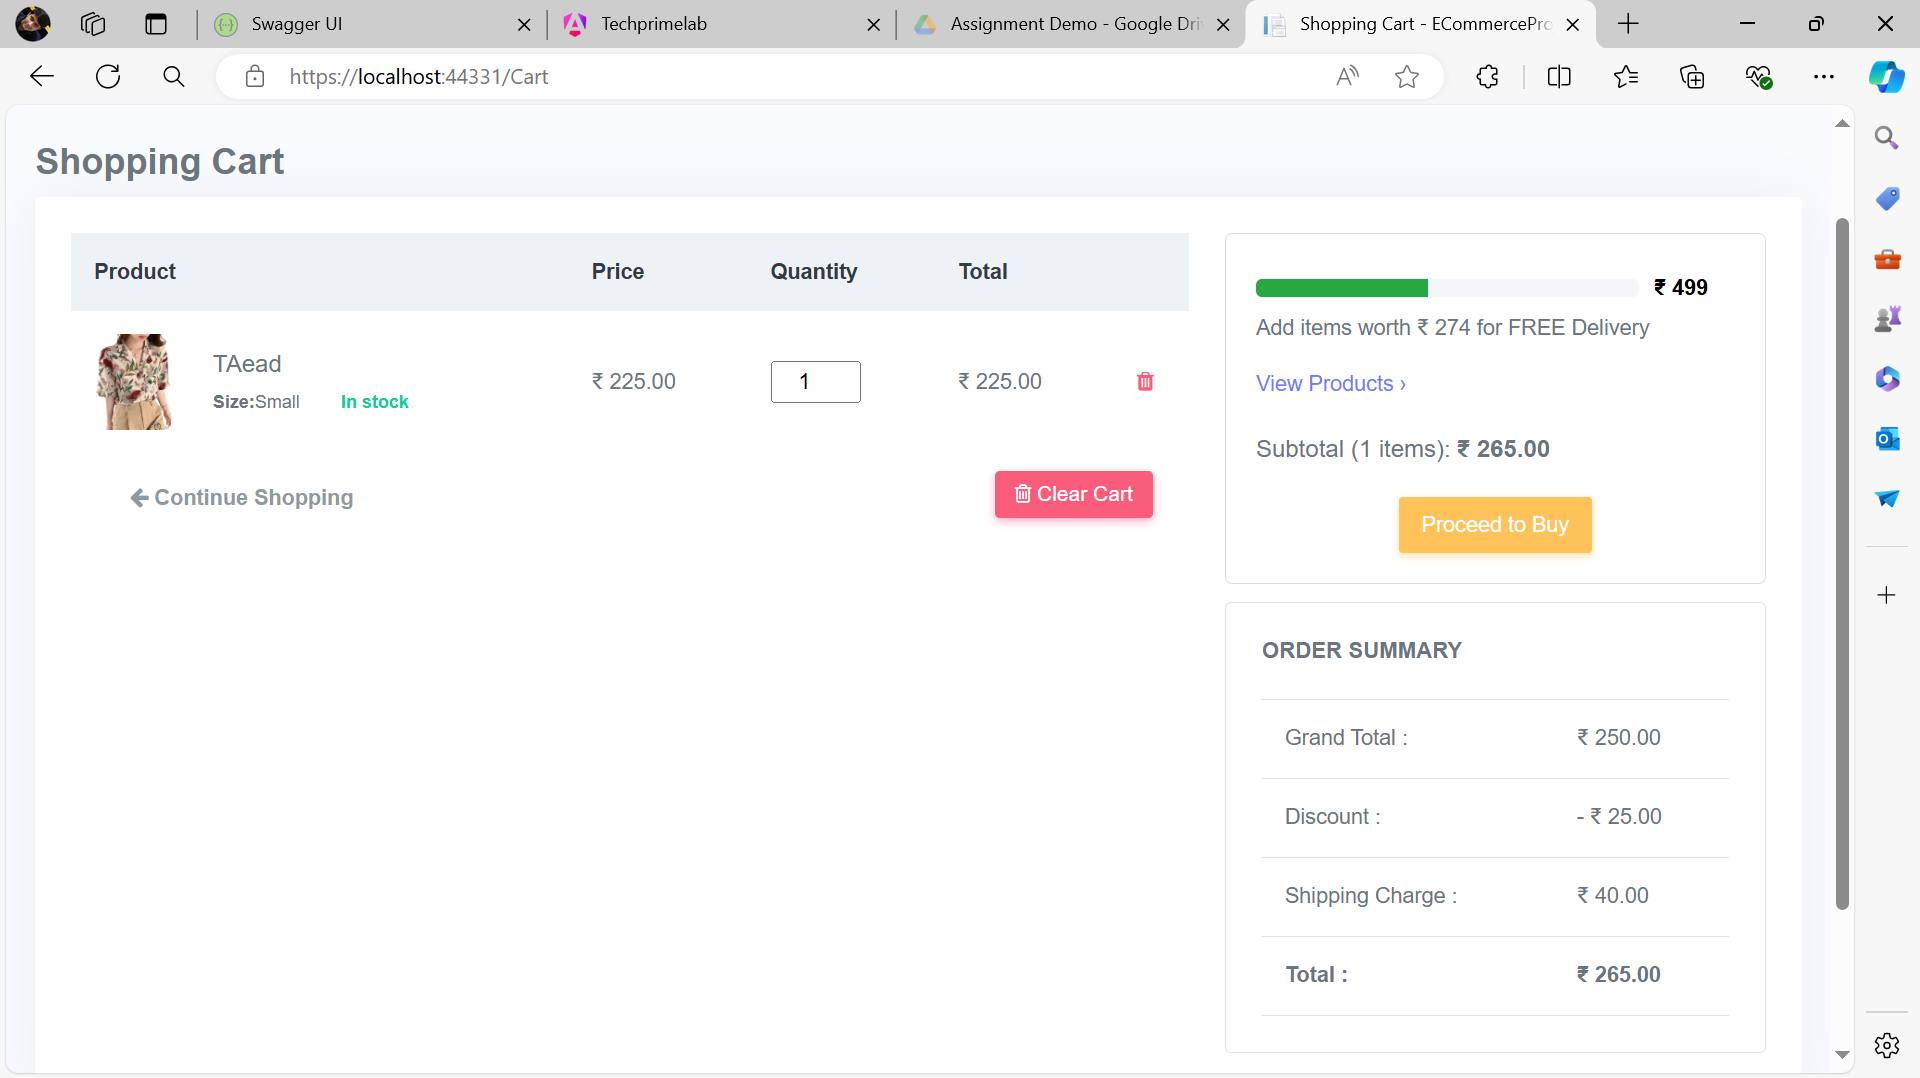 Swagger UI
Techprimelab
Assignment Demo - Google Dri
Shopping Cart - ECommercePro
https://localhost:44331/Cart
Shopping Cart
Product Price Quantity Total
TAead
Size:Small In stock
₹ 225.00
1
₹ 225.00
Continue Shopping
Clear Cart
₹ 499
Add items worth ₹ 274 for FREE Delivery
View Products ›
Subtotal (1 items): ₹ 265.00
Proceed to Buy
ORDER SUMMARY
Grand Total : ₹ 250.00
Discount : - ₹ 25.00
Shipping Charge : ₹ 40.00
Total : ₹ 265.00